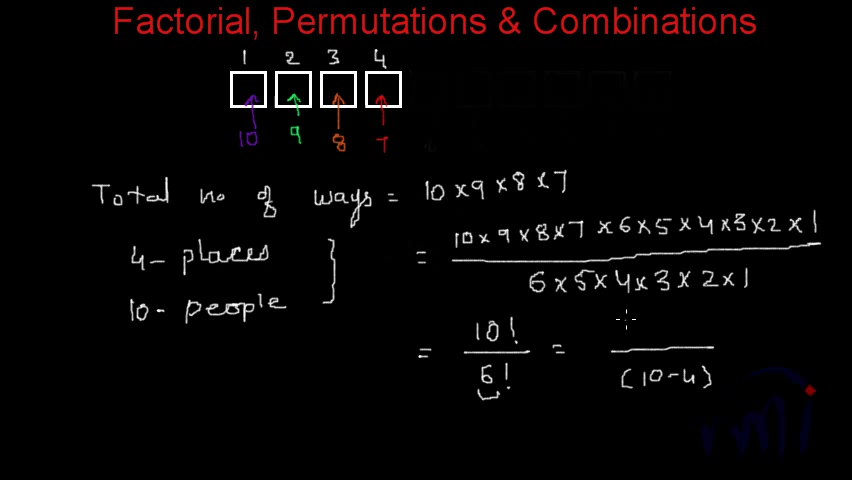 Factorial, Permutations & Combinations
1 2 3 4
10 9 8 7
Total no of ways = 10 x 9 x 8 x 7
4 - places
= 10 x 9 x 8 x 7 x 6 x 5 x 4 x 3 x 2 x 1 / 6 x 5 x 4 x 3 x 2 x 1
10 - people
= 10! / 6! = / (10-4)